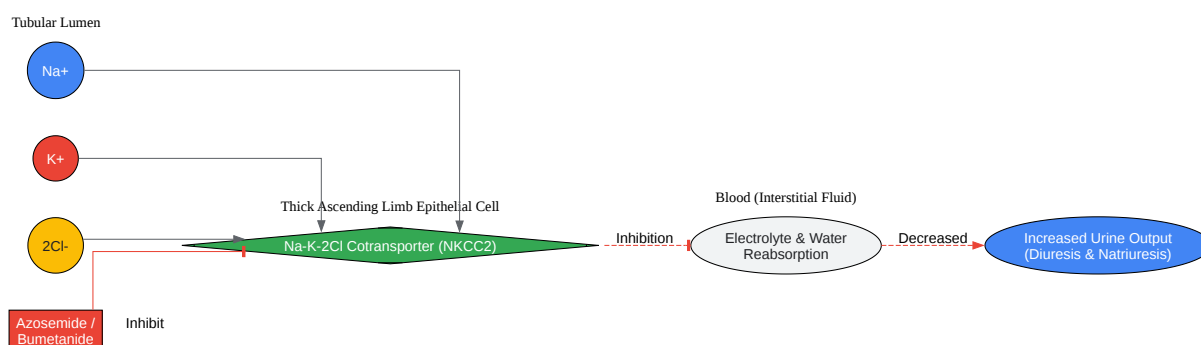 Tubular Lumen
Na+
K+
2Cl-
Azosemide /
Bumetanide
Inhibit
Thick Ascending Limb Epithelial Cell
Na-K-2Cl Cotransporter (NKCC2)
Inhibition
Blood (Interstitial Fluid)
Electrolyte & Water
Reabsorption
Decreased
Increased Urine Output
(Diuresis & Natriuresis)